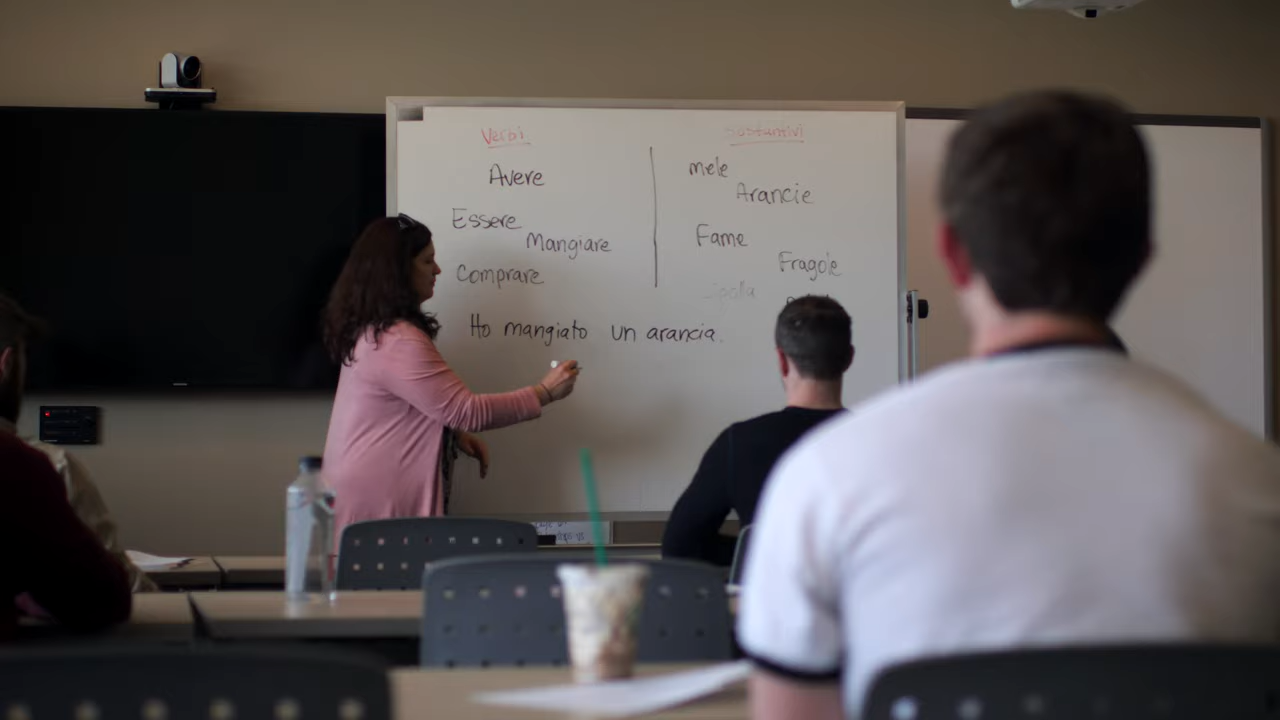 Verbi
Avere
Essere
Mangiare
Comprare
Sostantivi
mele
Arancie
Fame
Fragole
Ho mangiato un arancia.